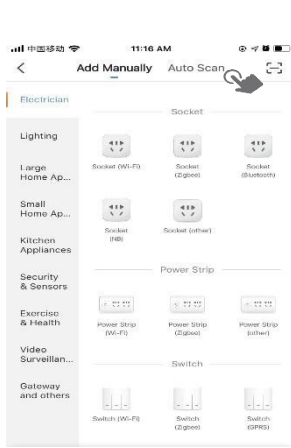 中国移动 11:16 AM
Add Manually Auto Scan
Electrician
Lighting
Large
Home Ap...
Small
Home Ap...
Kitchen
Appliances
Security
& Sensors
Exercise
& Health
Video
Surveillan...
Gateway
and others
Socket
Socket (Wi-Fi)
Socket
(Zigbee)
Socket
(Bluetooth)
Socket
(NB)
Socket (other)
Power Strip
Power Strip
(Wi-Fi)
Power Strip
(Zigbee)
Power Strip
(other)
Switch
Switch (Wi-Fi)
Switch
(Zigbee)
Switch
(GPRS)